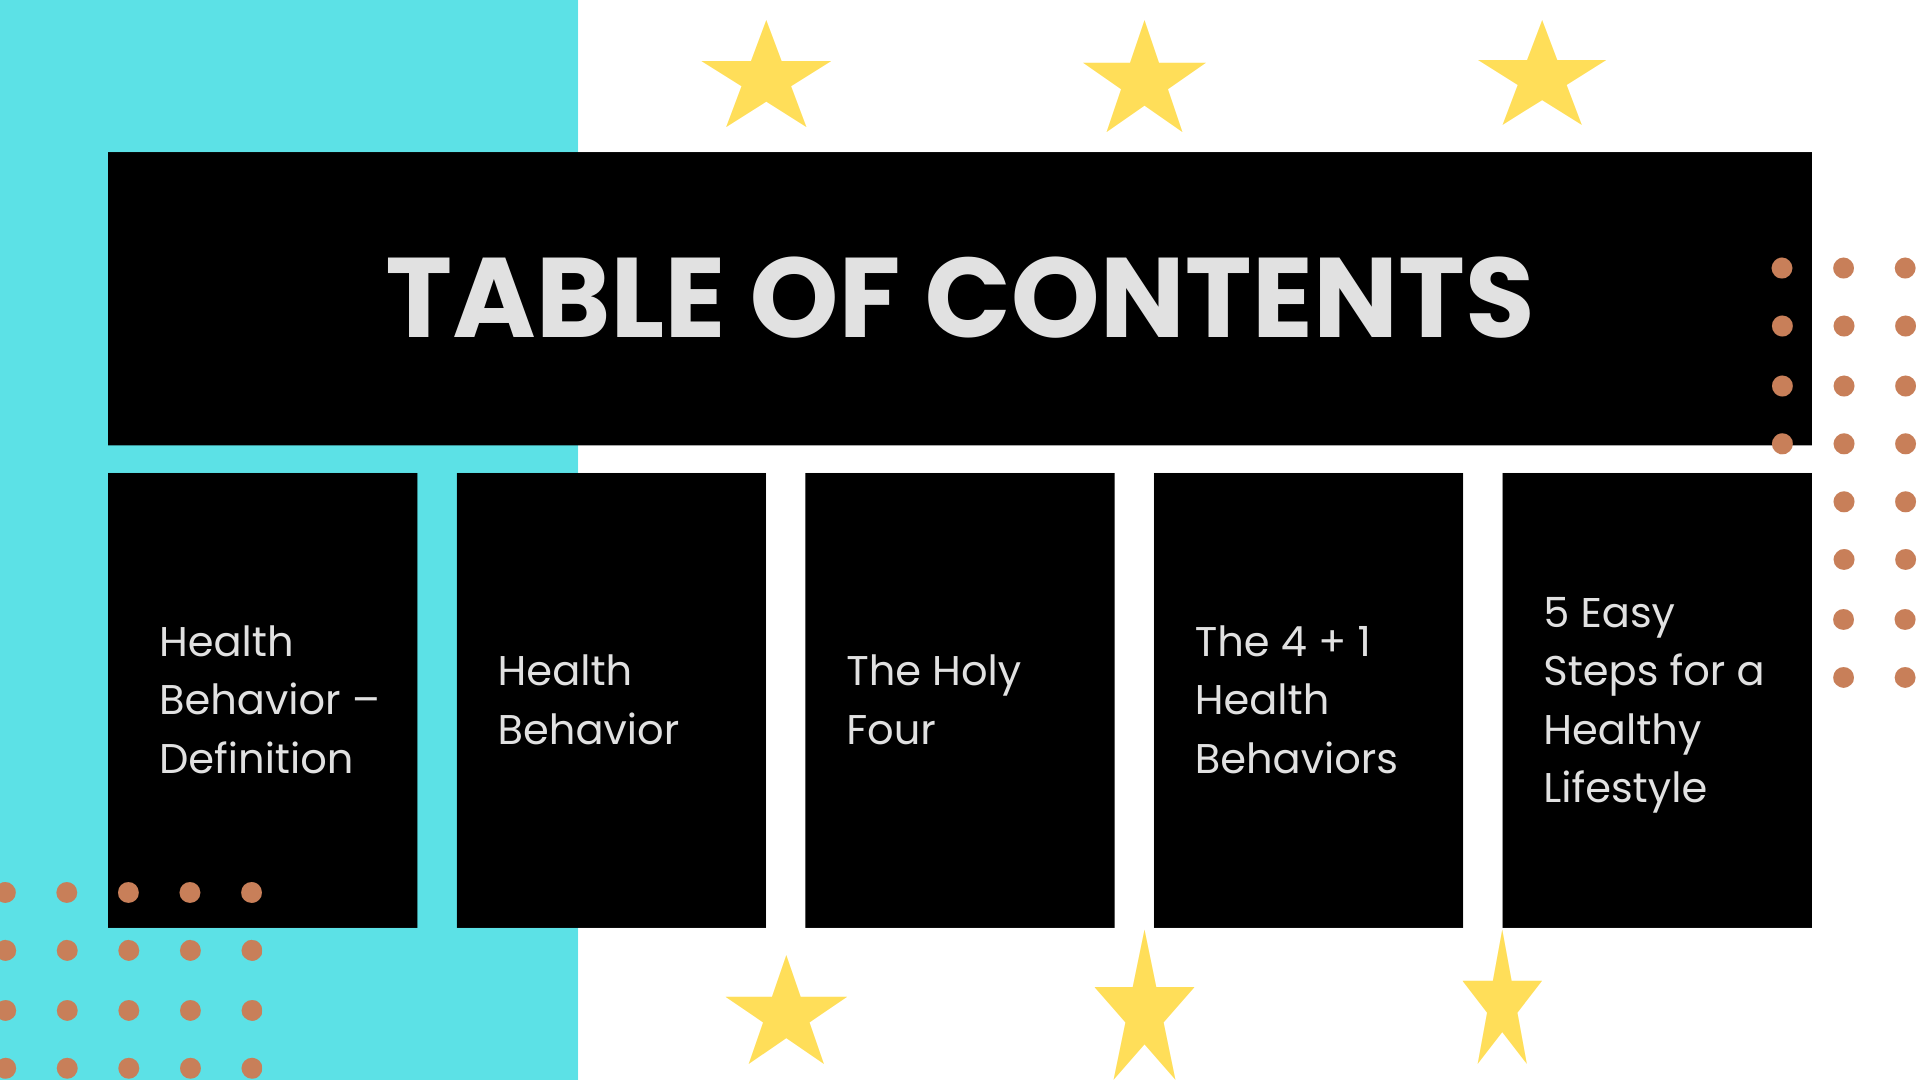 TABLE OF CONTENTS
Health
Behavior –
Definition
Health
Behavior
The Holy
Four
The 4 + 1
Health
Behaviors
5 Easy
Steps for a
Healthy
Lifestyle